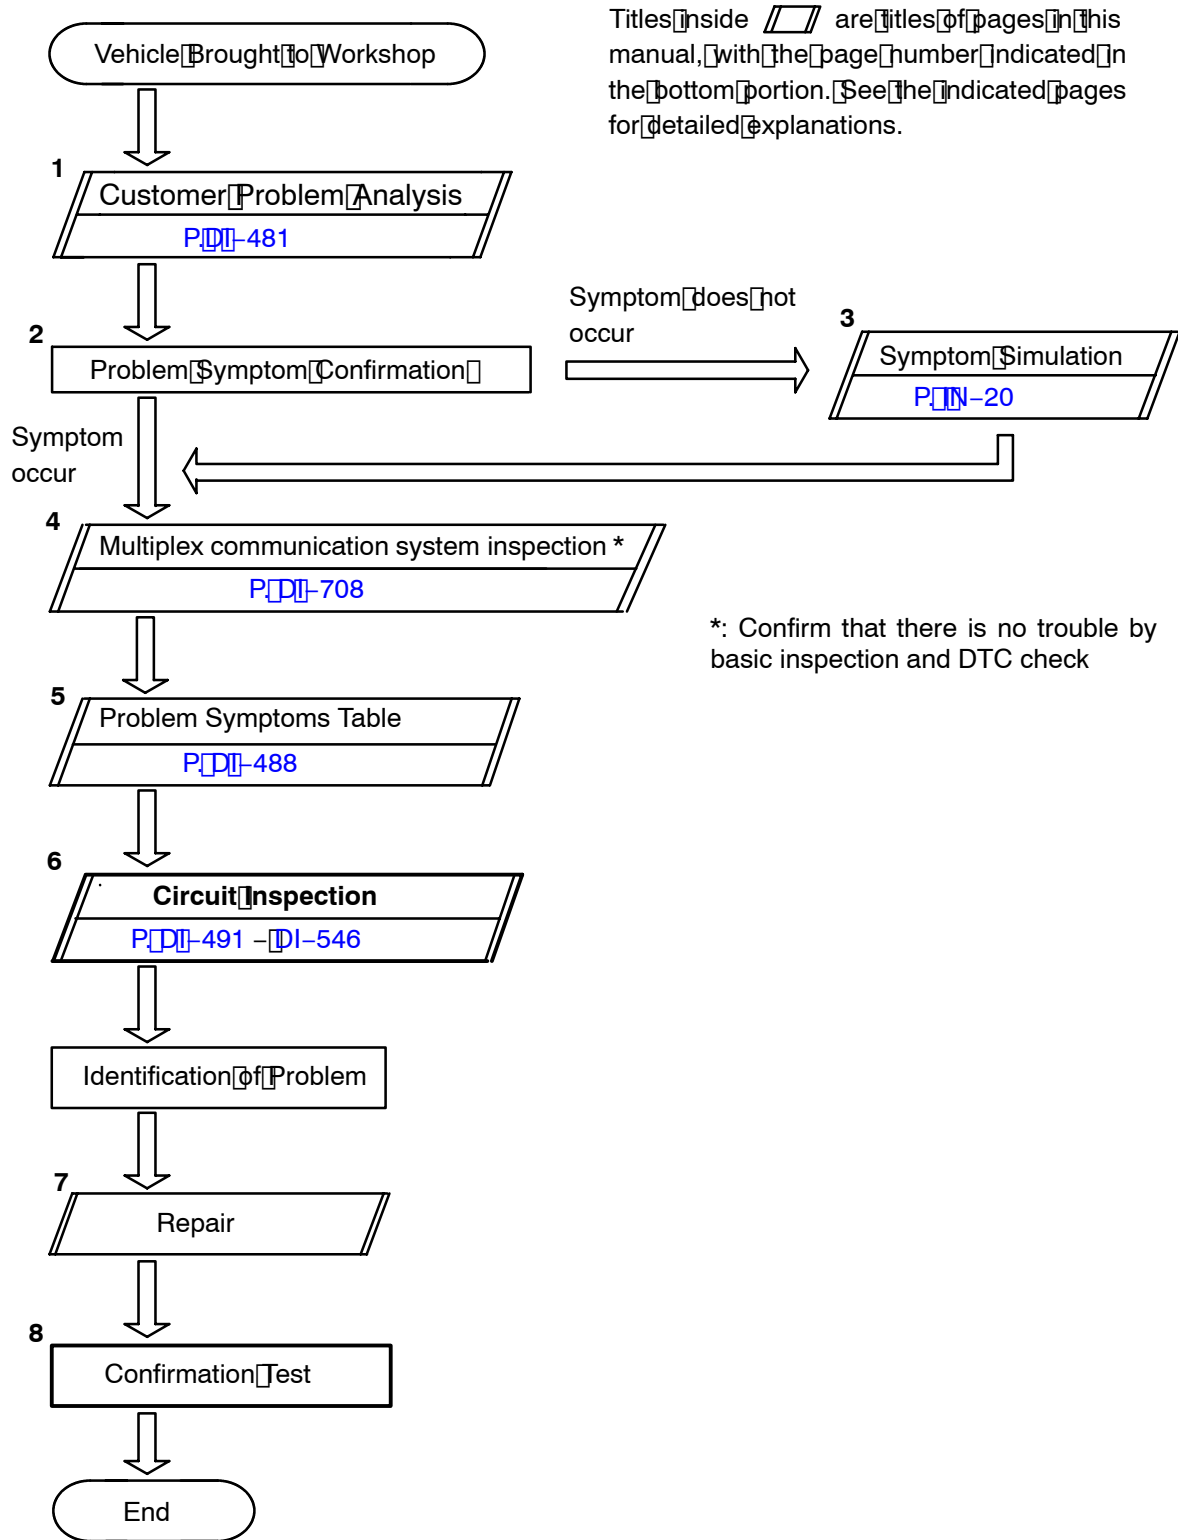 Vehicle Brought to Workshop
Titles inside are titles of pages in this
manual, with the page number indicated in
the bottom portion. See the indicated pages
for detailed explanations.
1
Customer Problem Analysis
P. DI–481
2
Problem Symptom Confirmation
Symptom does not
occur
3
Symptom Simulation
P. IN–20
Symptom
occur
4
Multiplex communication system inspection *
P. DI–708
*: Confirm that there is no trouble by
basic inspection and DTC check
5
Problem Symptoms Table
P. DI–488
6
Circuit Inspection
P. DI–491 – DI–546
Identification of Problem
7
Repair
8
Confirmation Test
End